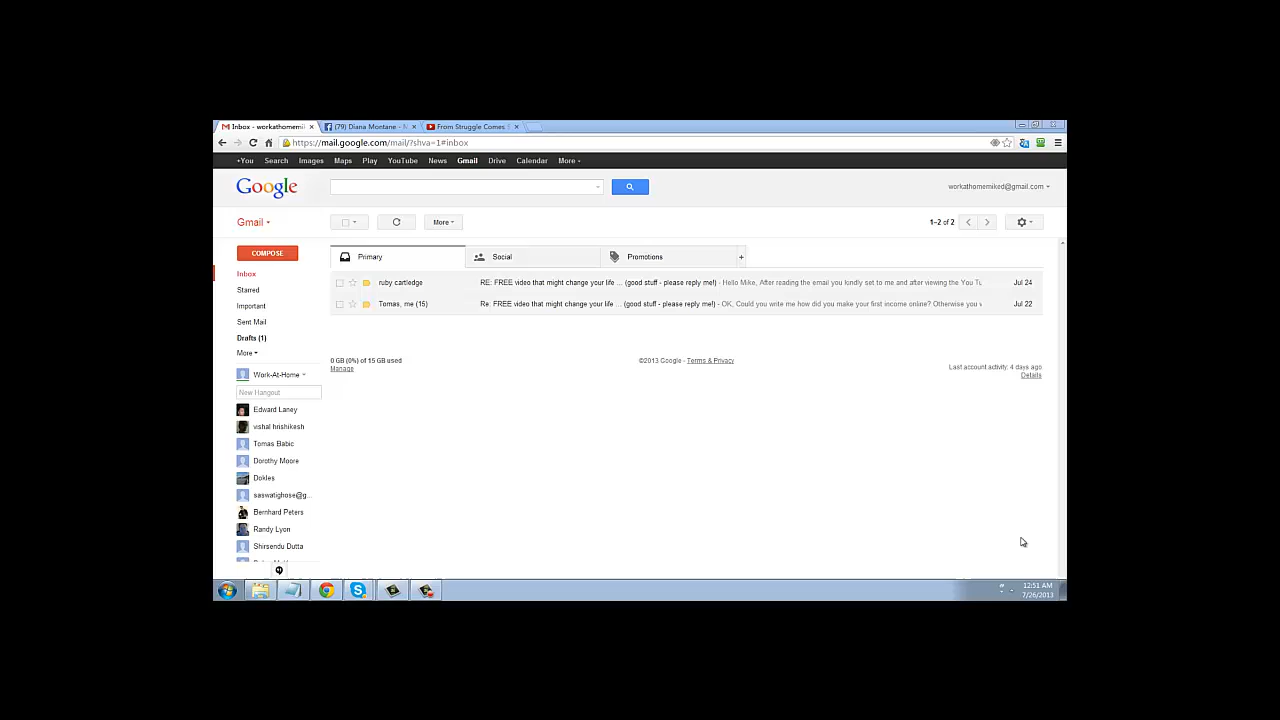 Inbox - workathomemik
(79) Diana Montane - M
From Struggle Comes
https://mail.google.com/mail/?shva=1#inbox
+You Search Images Maps Play YouTube News Gmail Drive Calendar More
Google
workathomemiked@gmail.com
Gmail
More
1–2 of 2
COMPOSE
Primary
Social
Promotions
+
Inbox
Starred
Important
Sent Mail
Drafts (1)
More
ruby cartledge RE: FREE video that might change your life ... (good stuff - please reply me!) - Hello Mike, After reading the email you kindly set to me and after viewing the You Tu Jul 24
Tomas, me (15) Re: FREE video that might change your life ... (good stuff - please reply me!) - OK, Could you write me how did you make your first income online? Otherwise you v Jul 22
0 GB (0%) of 15 GB used
Manage
©2013 Google - Terms & Privacy
Last account activity: 4 days ago
Details
Work-At-Home
New Hangout
Edward Laney
vishal hrishikesh
Tomas Babic
Dorothy Moore
Dokles
saswatighose@g...
Bernhard Peters
Randy Lyon
Shirsendu Dutta
12:51 AM
7/26/2013